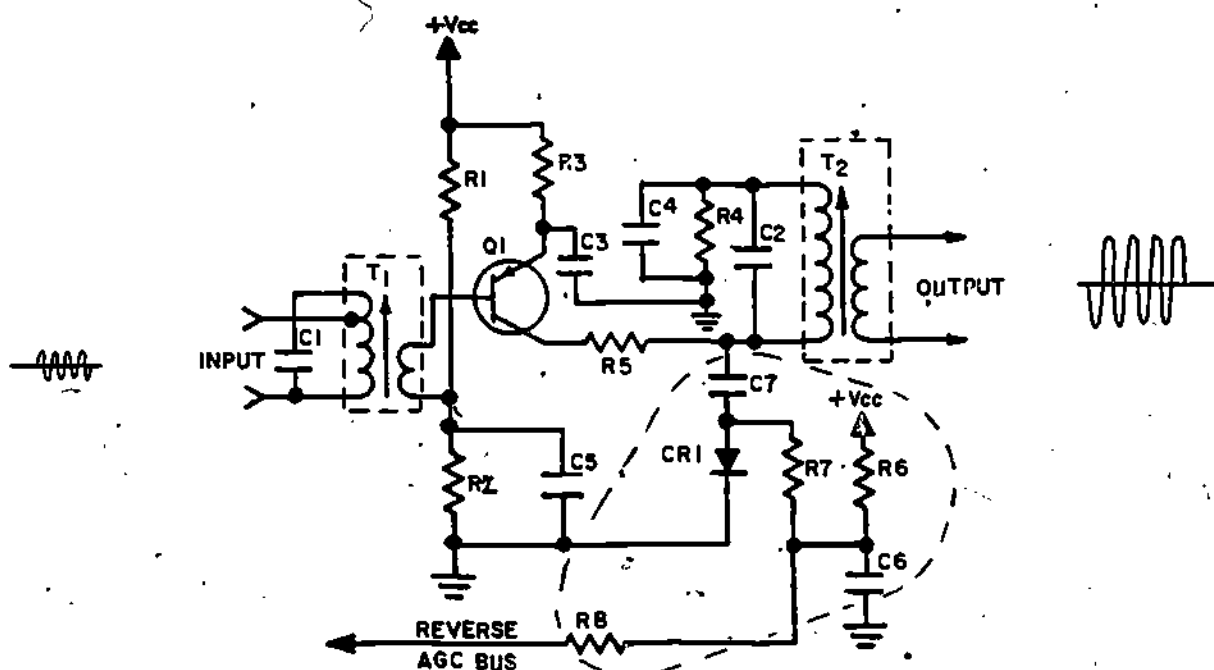 +Vcc
R1
R3
Q1
C3
C4
R4
C2
T2
OUTPUT
T1
C1
INPUT
R5
C7
+Vcc
CR1
R7
R6
R2
C5
C6
R8
REVERSE
AGC BUS